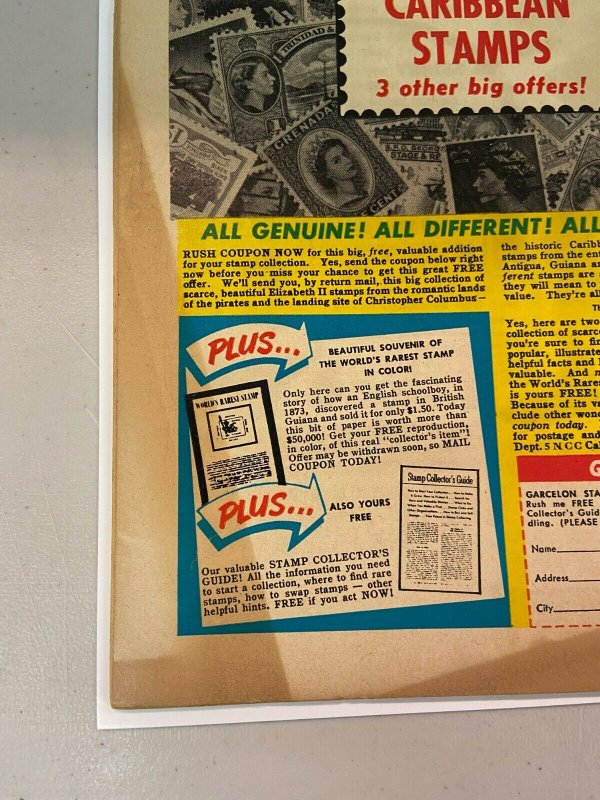 CARIBBEAN
STAMPS
3 other big offers!
TRINIDAD &
GRENADA
CENTS
STAGE & RE
ALL GENUINE! ALL DIFFERENT! ALL
RUSH COUPON NOW for this big, free, valuable addition
for your stamp collection. Yes, send the coupon below right
now before you miss your chance to get this great FREE
offer. We'll send you, by return mail, this big collection of
scarce, beautiful Elizabeth II stamps from the romantic lands
of the pirates and the landing site of Christopher Columbus—
PLUS...
BEAUTIFUL SOUVENIR OF
THE WORLD'S RAREST STAMP
IN COLOR!
WORLD'S RAREST STAMP
Only here can you get the fascinating
story of how an English schoolboy, in
1873, discovered a stamp in British
Guiana and sold it for only $1.50. Today
this bit of paper is worth more than
$50,000! Get your FREE reproduction,
in color, of this real "collector's item"!
Offer may be withdrawn soon, so MAIL
COUPON TODAY!
PLUS...
ALSO YOURS
FREE
Stamp Collector's Guide
Our valuable STAMP COLLECTOR'S
GUIDE! All the information you need
to start a collection, where to find rare
stamps, how to swap stamps — other
helpful hints. FREE if you act NOW!
the historic Carib
stamps from the en
Antigua, Guiana a
ferent stamps are
they will mean to
value. They're all
TH
Yes, here are two
collection of scarc
you're sure to fin
popular, illustrate
helpful facts and
valuable. And
the World's Rare
is yours FREE!
Because of its va
clude other wond
coupon today.
for postage and
Dept. 5 N C C Ca
G
GARCELON STA
Rush me FREE
Collector's Guid
dling. (PLEASE
Name
Address
City